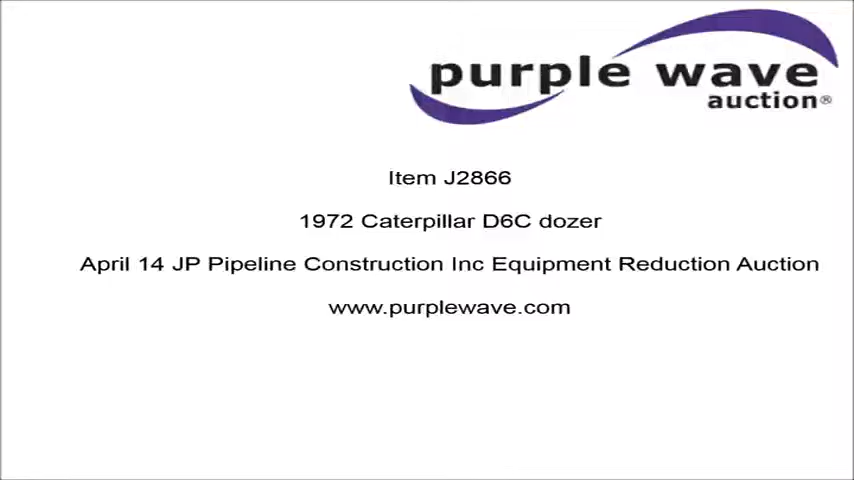 purple wave
auction®
Item J2866
1972 Caterpillar D6C dozer
April 14 JP Pipeline Construction Inc Equipment Reduction Auction
www.purplewave.com